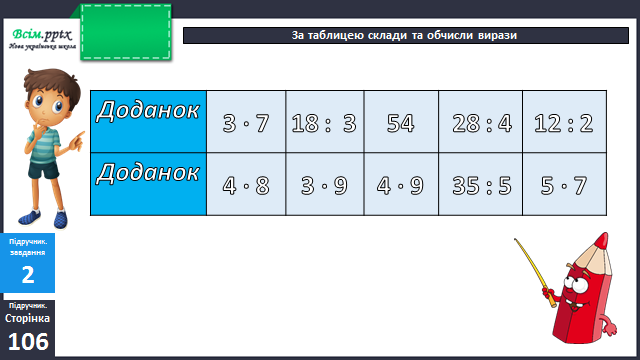 Всім.pptx
Нова українська школа
За таблицею склади та обчисли вирази
Доданок 3 · 7 18 : 3 54 28 : 4 12 : 2
Доданок 4 · 8 3 · 9 4 · 9 35 : 5 5 · 7
Підручник.
завдання
2
Підручник.
Сторінка
106